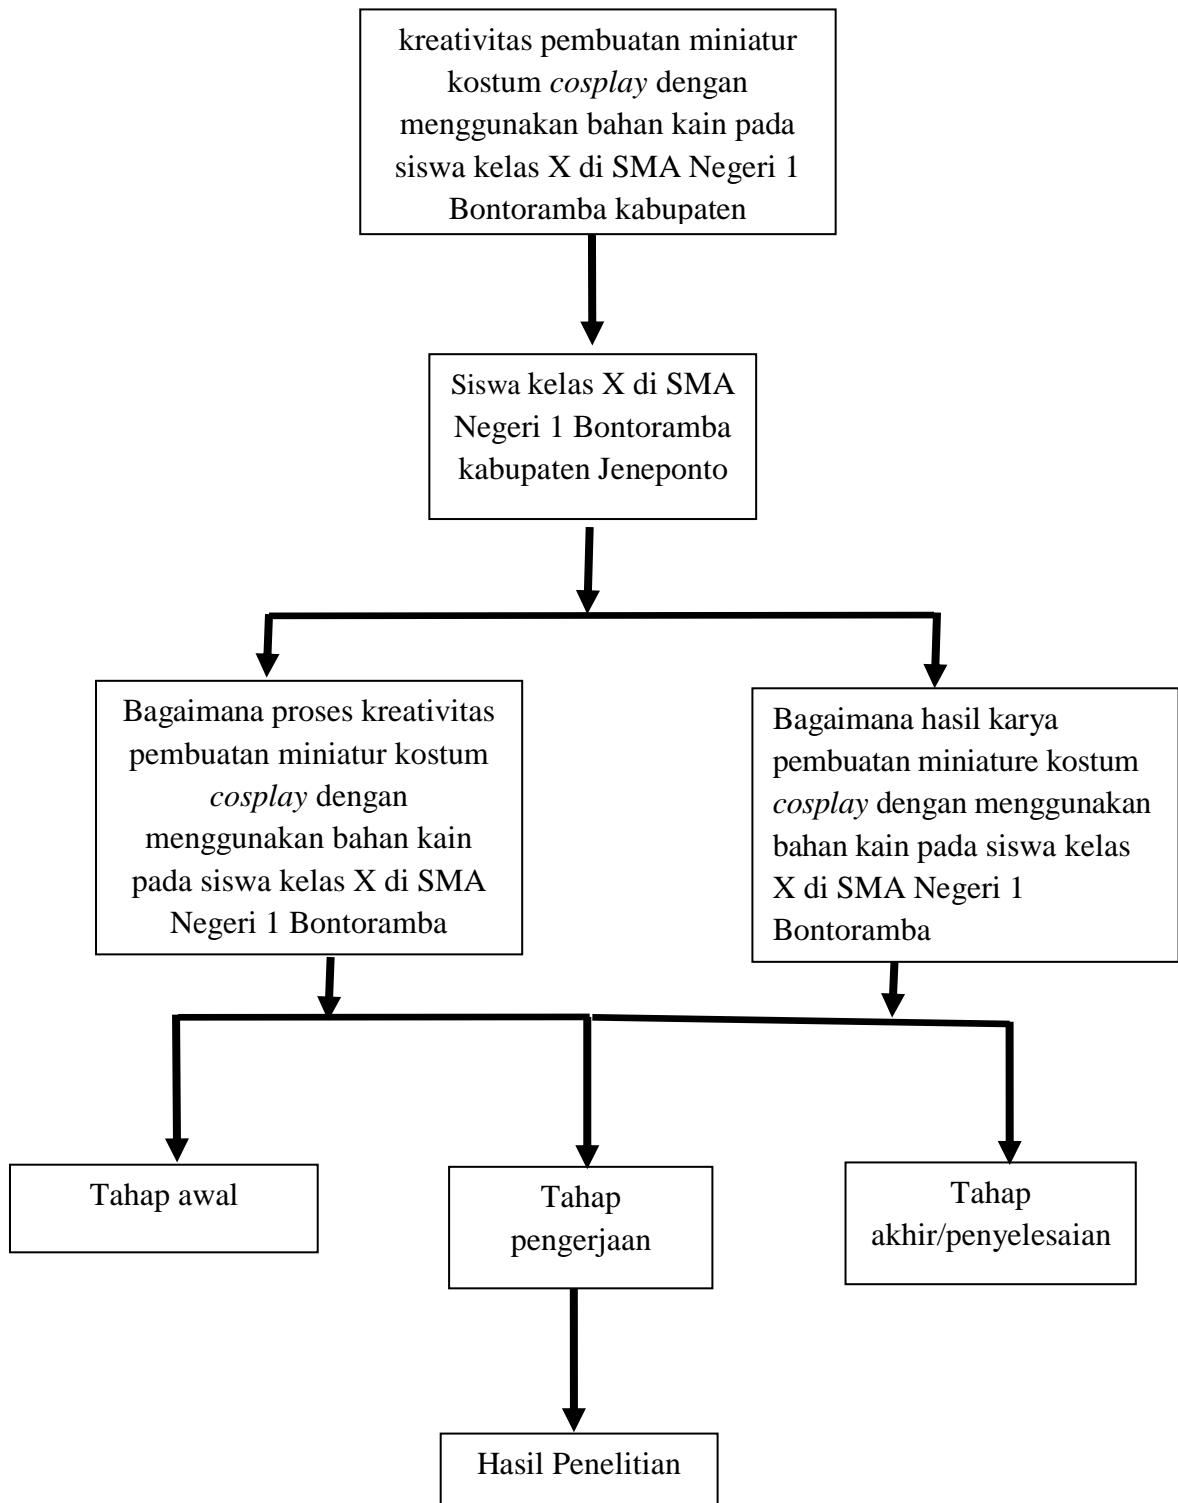 kreativitas pembuatan miniatur
kostum cosplay dengan
menggunakan bahan kain pada
siswa kelas X di SMA Negeri 1
Bontoramba kabupaten
Siswa kelas X di SMA
Negeri 1 Bontoramba
kabupaten Jeneponto
Bagaimana proses kreativitas
pembuatan miniatur kostum
cosplay dengan
menggunakan bahan kain
pada siswa kelas X di SMA
Negeri 1 Bontoramba
Bagaimana hasil karya
pembuatan miniature kostum
cosplay dengan menggunakan
bahan kain pada siswa kelas
X di SMA Negeri 1
Bontoramba
Tahap awal
Tahap
pengerjaan
Tahap
akhir/penyelesaian
Hasil Penelitian